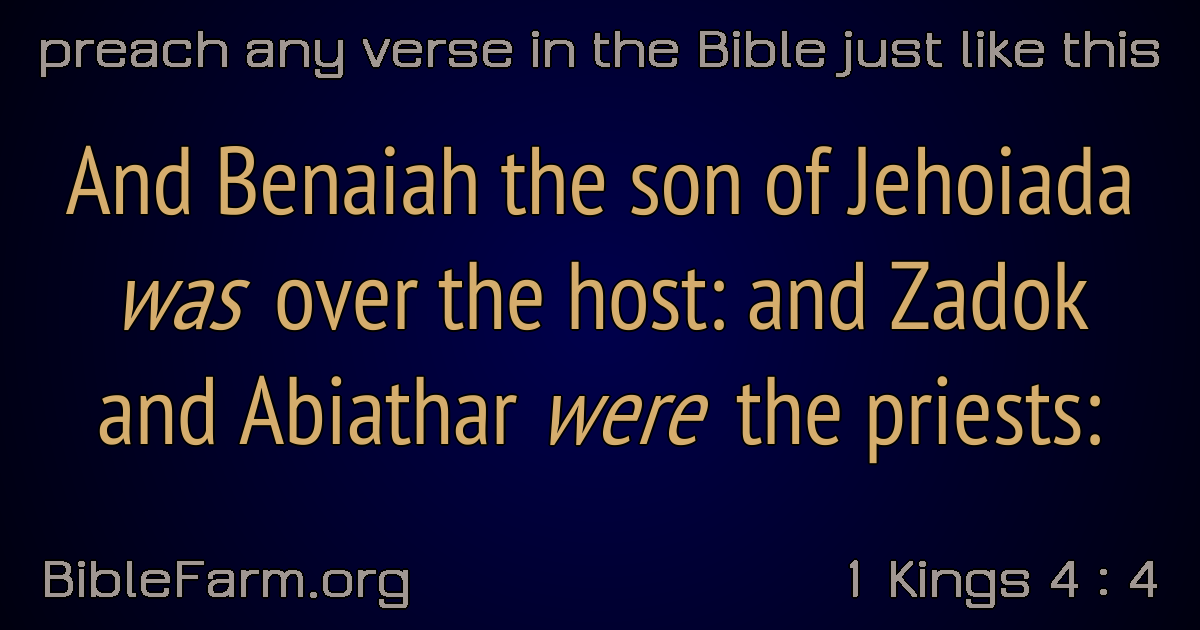 preach any verse in the Bible just like this
And Benaiah the son of Jehoiada
was over the host: and Zadok
and Abiathar were the priests:
BibleFarm.org
1 Kings 4 : 4